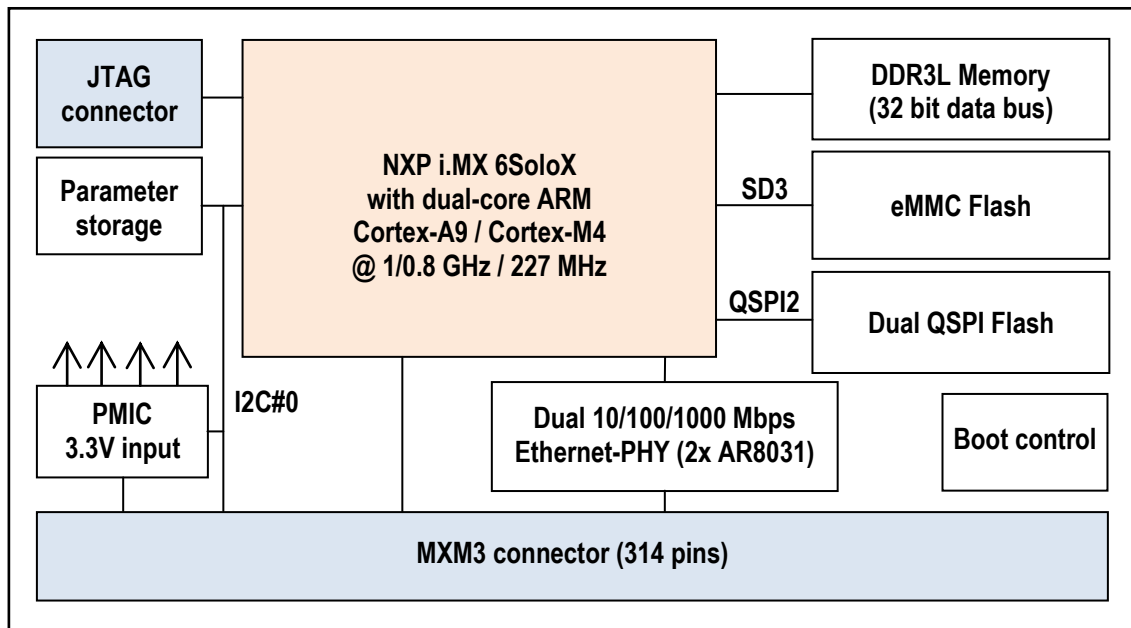 JTAG
connector
Parameter
storage
NXP i.MX 6SoloX
with dual-core ARM
Cortex-A9 / Cortex-M4
@ 1/0.8 GHz / 227 MHz
DDR3L Memory
(32 bit data bus)
SD3
eMMC Flash
QSPI2
Dual QSPI Flash
PMIC
3.3V input
I2C#0
Dual 10/100/1000 Mbps
Ethernet-PHY (2x AR8031)
Boot control
MXM3 connector (314 pins)